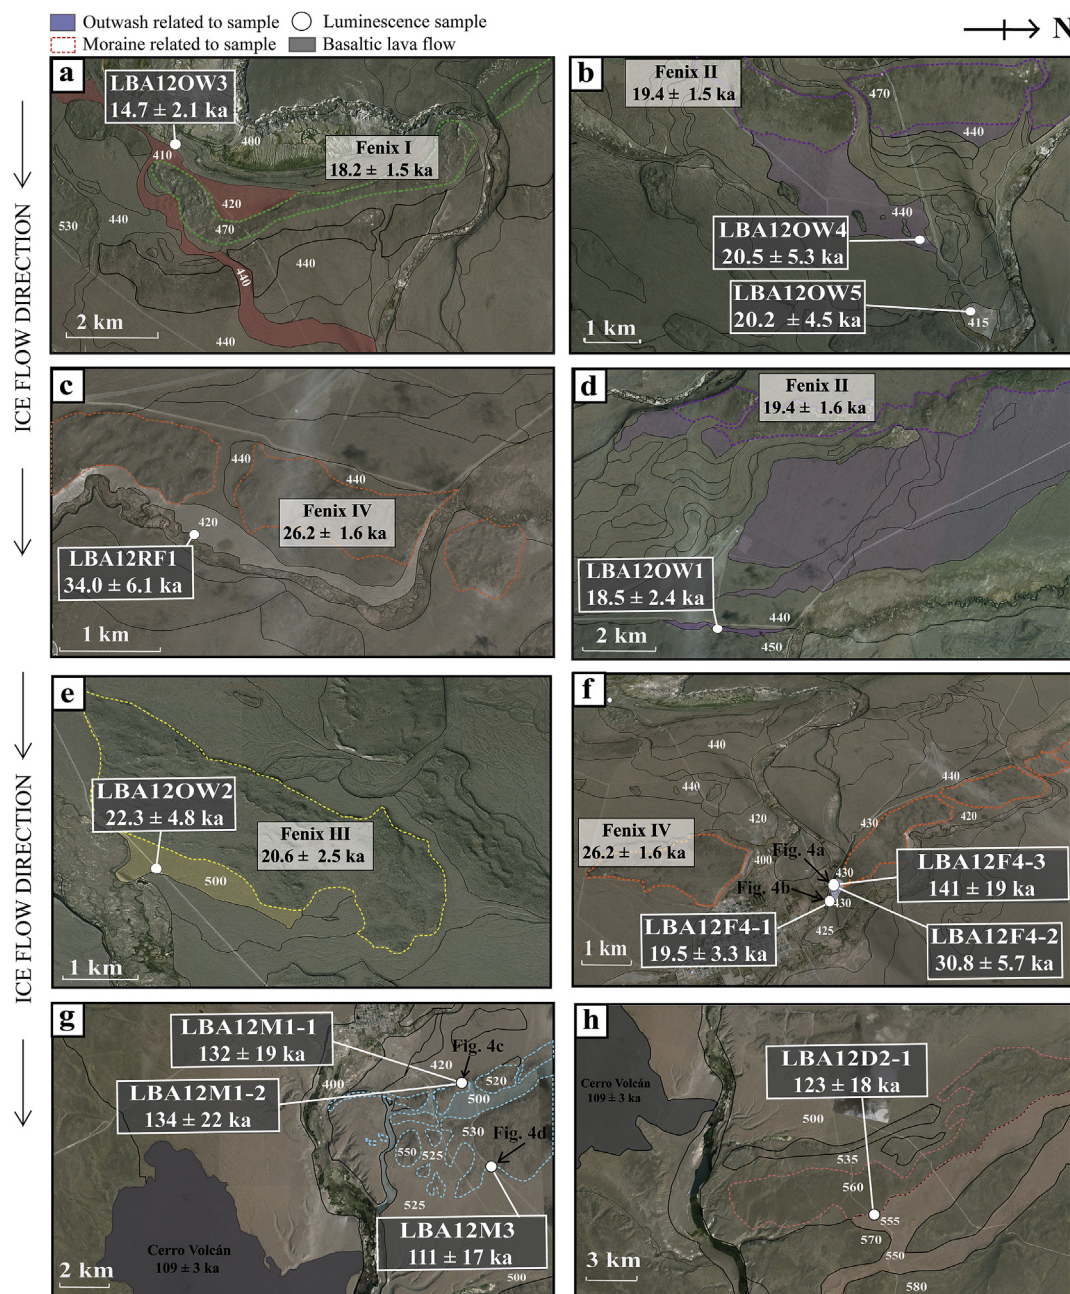 Outwash related to sample
Luminescence sample
N
Moraine related to sample
Basaltic lava flow
ICE FLOW DIRECTION
ICE FLOW DIRECTION
a
LBA12OW3
14.7 ± 2.1 ka
400
410
Fenix I
18.2 ± 1.5 ka
420
440
530
470
440
440
440
2 km
b
Fenix II
19.4 ± 1.5 ka
470
440
440
LBA12OW4
20.5 ± 5.3 ka
LBA12OW5
20.2 ± 4.5 ka
415
1 km
c
440
440
Fenix IV
26.2 ± 1.6 ka
420
LBA12RF1
34.0 ± 6.1 ka
1 km
d
Fenix II
19.4 ± 1.6 ka
LBA12OW1
18.5 ± 2.4 ka
440
450
2 km
e
LBA12OW2
22.3 ± 4.8 ka
Fenix III
20.6 ± 2.5 ka
500
1 km
f
440
440
440
420
430
420
Fenix IV
26.2 ± 1.6 ka
400
Fig. 4a
430
Fig. 4b
430
LBA12F4-3
141 ± 19 ka
LBA12F4-1
19.5 ± 3.3 ka
425
LBA12F4-2
30.8 ± 5.7 ka
1 km
g
LBA12M1-1
132 ± 19 ka
Fig. 4c
420
400
520
LBA12M1-2
134 ± 22 ka
500
530
Fig. 4d
550
525
525
LBA12M3
111 ± 17 ka
Cerro Volcán
109 ± 3 ka
2 km
500
h
LBA12D2-1
123 ± 18 ka
Cerro Volcán
109 ± 3 ka
500
535
560
555
570
550
580
3 km